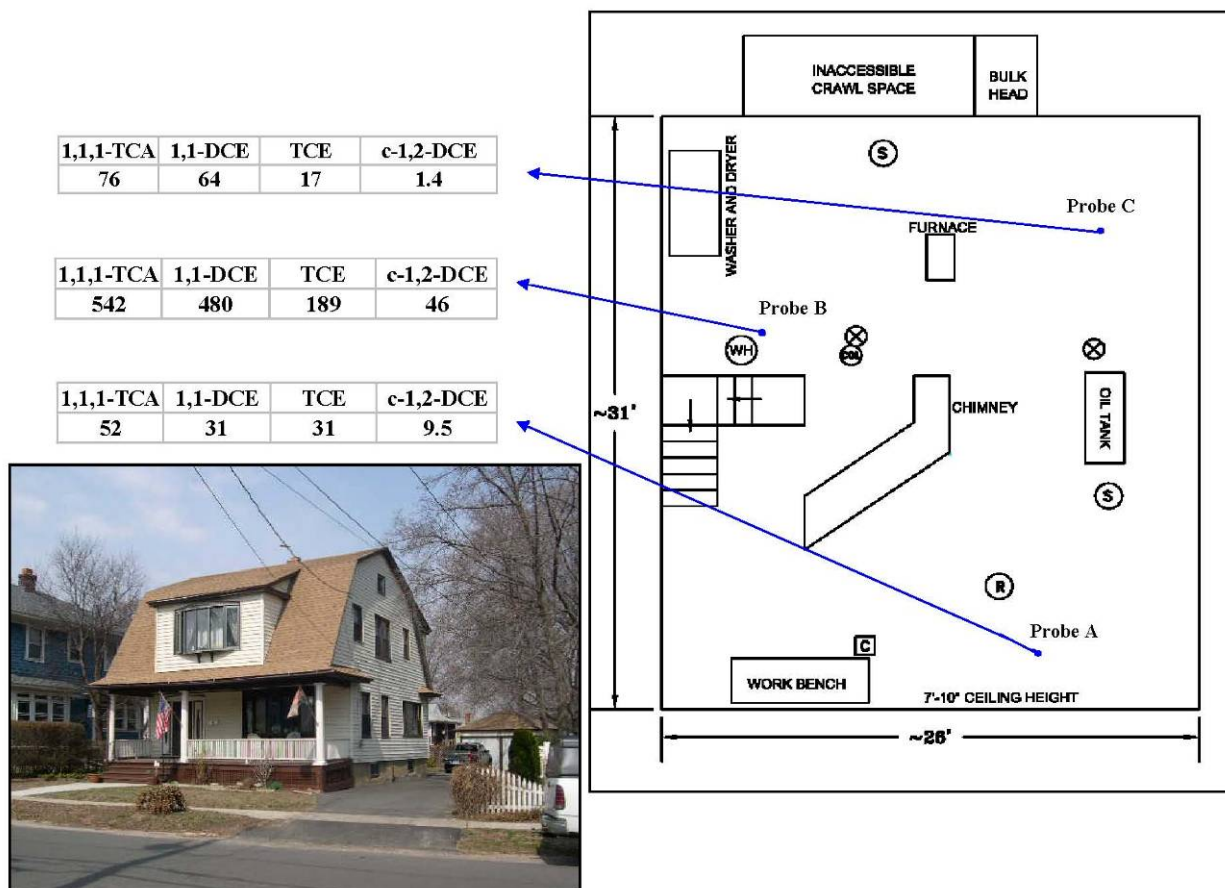 1,1,1-TCA 1,1-DCE TCE c-1,2-DCE
76 64 17 1.4
1,1,1-TCA 1,1-DCE TCE c-1,2-DCE
542 480 189 46
1,1,1-TCA 1,1-DCE TCE c-1,2-DCE
52 31 31 9.5
INACCESSIBLE
CRAWL SPACE
BULK
HEAD
S
WASHER AND DRYER
Probe C
FURNACE
Probe B
WH
COL
~31'
CHIMNEY
OIL TANK
S
R
Probe A
C
WORK BENCH
7'-10" CEILING HEIGHT
~26'